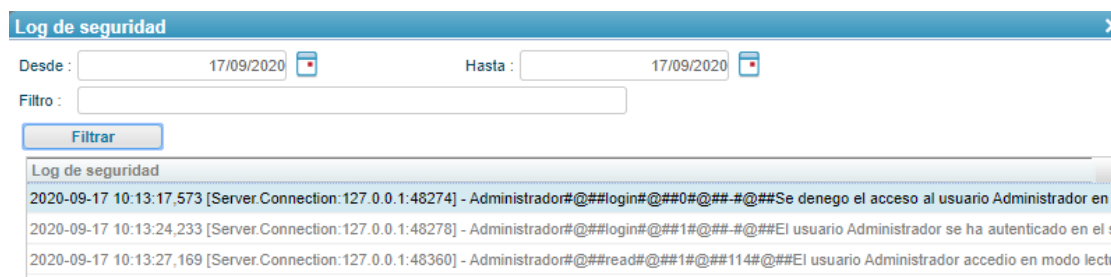 Log de seguridad
Desde : 17/09/2020 Hasta : 17/09/2020
Filtro :
Filtrar
Log de seguridad
2020-09-17 10:13:17,573 [Server.Connection:127.0.0.1:48274] - Administrador#@##login#@##0#@##-#@##Se denego el acceso al usuario Administrador en
2020-09-17 10:13:24,233 [Server.Connection:127.0.0.1:48278] - Administrador#@##login#@##1#@##-#@##El usuario Administrador se ha autenticado en el
2020-09-17 10:13:27,169 [Server.Connection:127.0.0.1:48360] - Administrador#@##read#@##1#@##114#@##El usuario Administrador accedio en modo